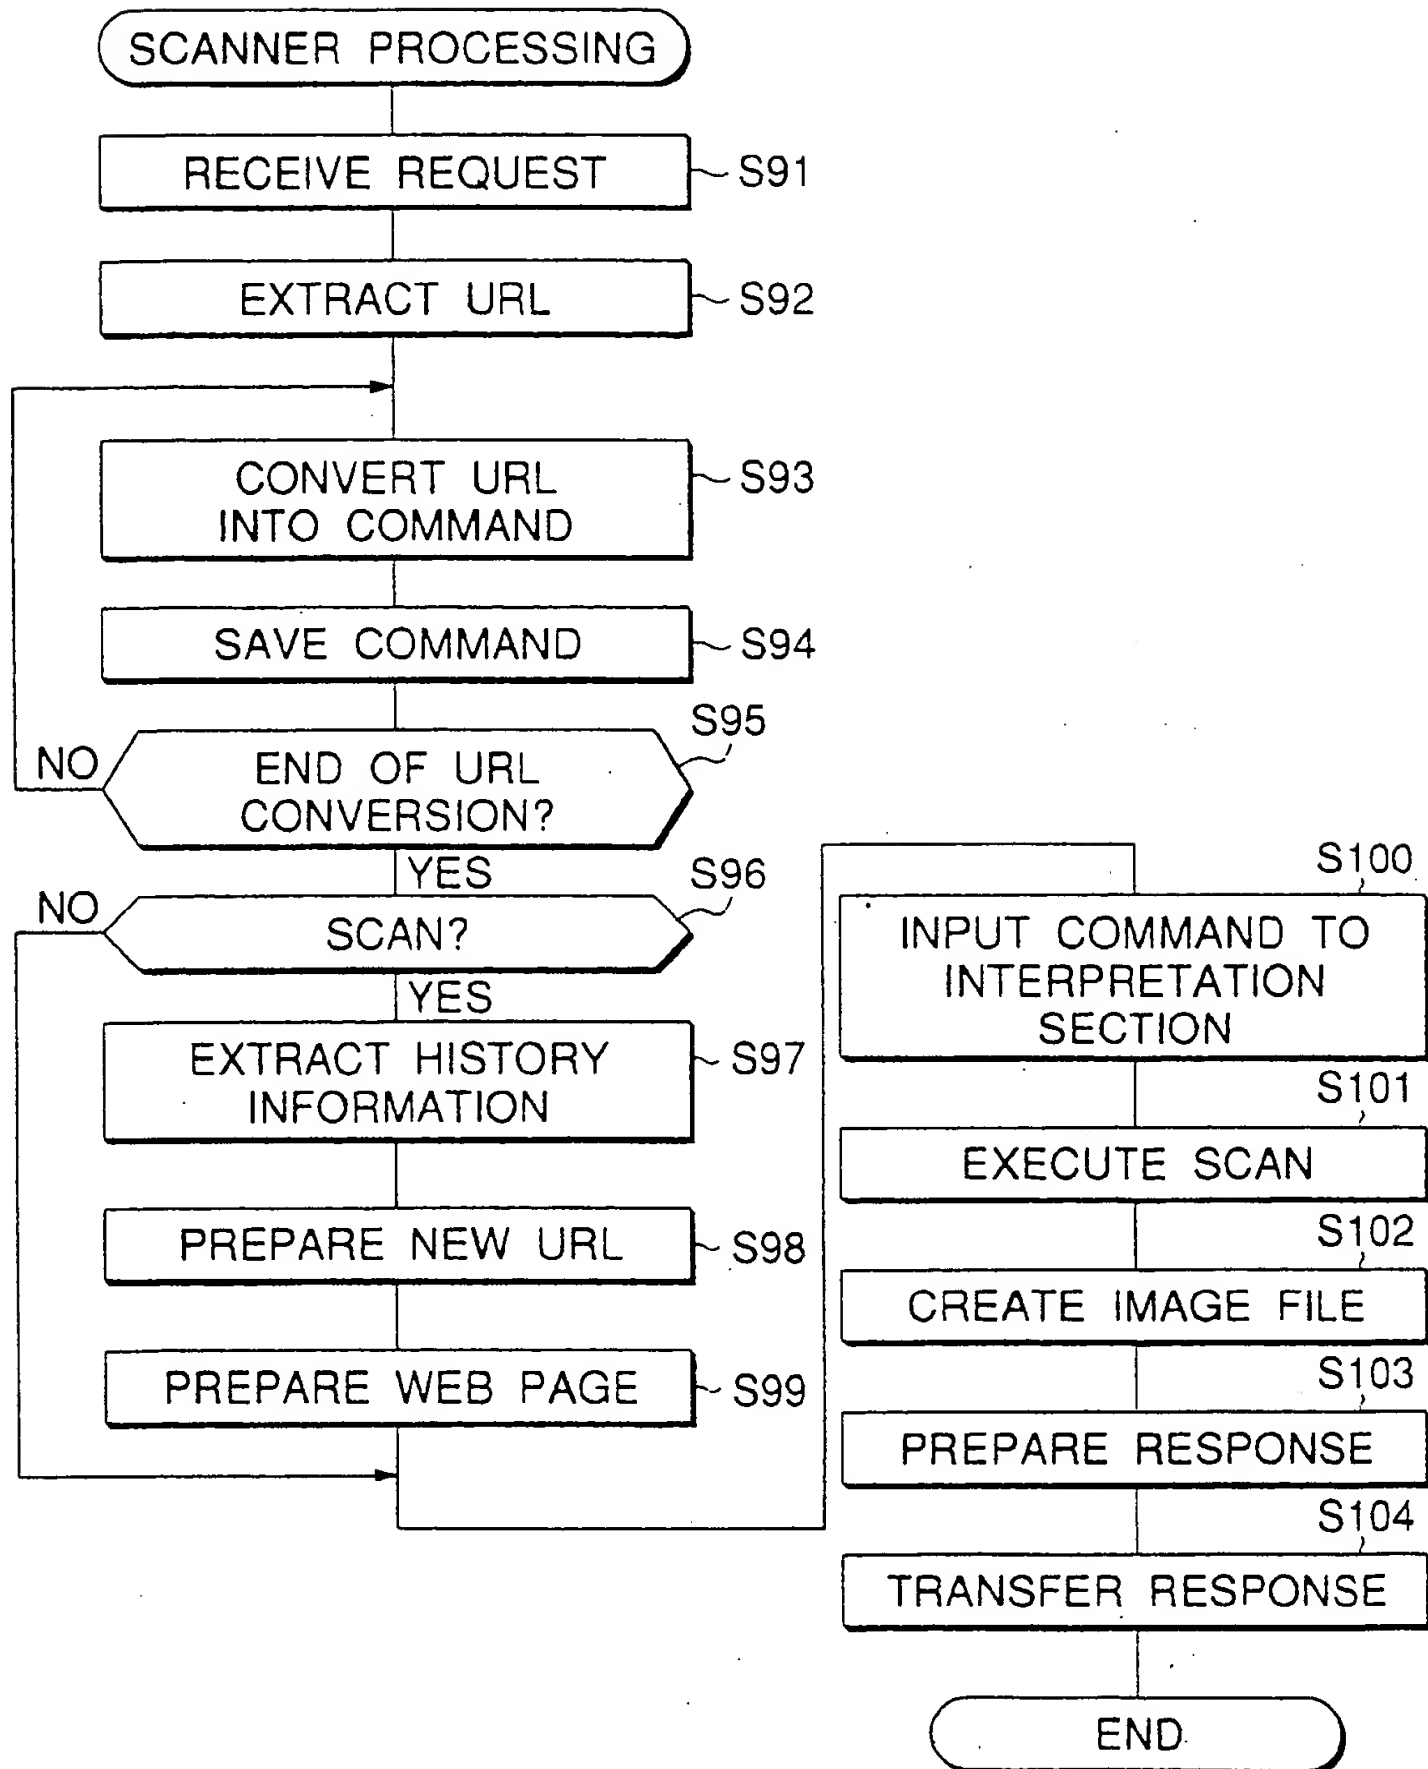 SCANNER PROCESSING
RECEIVE REQUEST
S91
EXTRACT URL
S92
CONVERT URL
INTO COMMAND
S93
SAVE COMMAND
S94
END OF URL
CONVERSION?
S95
NO
YES
SCAN?
S96
NO
YES
EXTRACT HISTORY
INFORMATION
S97
PREPARE NEW URL
S98
PREPARE WEB PAGE
S99
S100
INPUT COMMAND TO
INTERPRETATION
SECTION
S101
EXECUTE SCAN
S102
CREATE IMAGE FILE
S103
PREPARE RESPONSE
S104
TRANSFER RESPONSE
END